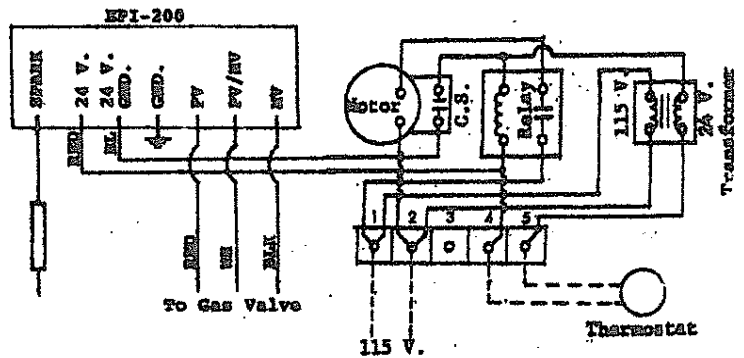 EPI-200
SPARK
24 V.
24 V. GND.
GND.
PV
PV/MV
MV
RED
BL
RED
WH
BLK
To Gas Valve
Motor
C.S.
Relay
115 V.
24 V.
Transformer
1 2 3 4 5
115 V.
Thermostat